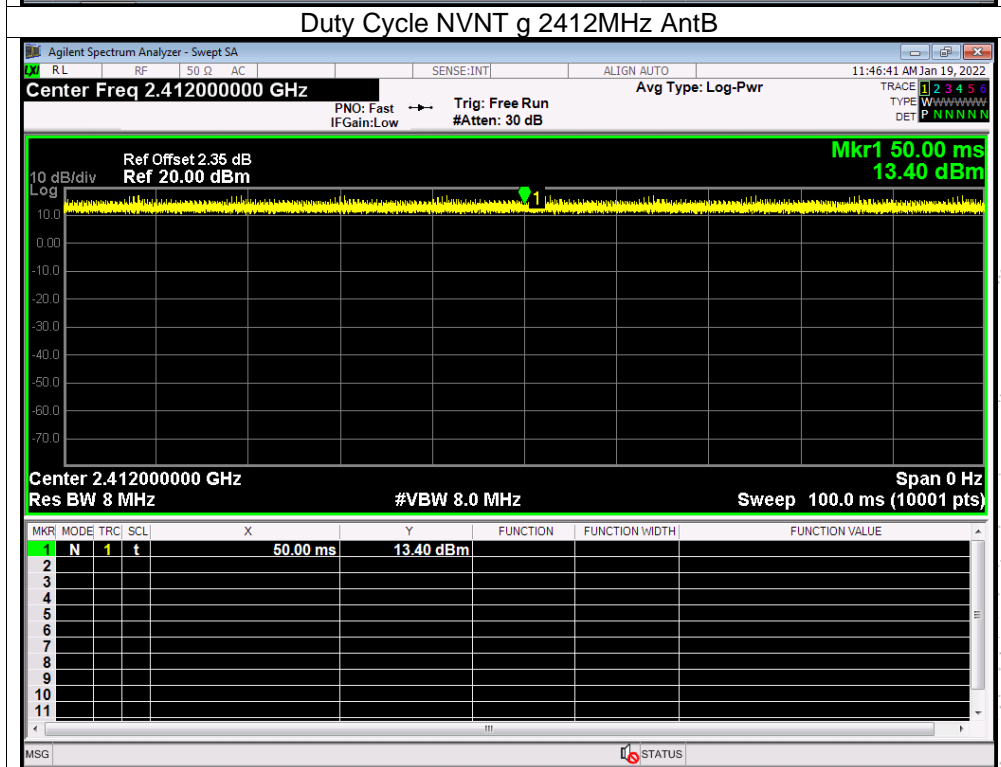 Duty Cycle NVNT g 2412MHz AntB
Agilent Spectrum Analyzer - Swept SA
LXI RL RF 50 Ω AC SENSE:INT ALIGN AUTO 11:46:41 AM Jan 19, 2022
Center Freq 2.412000000 GHz Avg Type: Log-Pwr TRACE 1 2 3 4 5 6
PNO: Fast Trig: Free Run TYPE WWWWWW
IFGain:Low #Atten: 30 dB DET P N N N N N
Mkr1 50.00 ms
Ref Offset 2.35 dB
10 dB/div Ref 20.00 dBm 13.40 dBm
Log
1
10.0
0.00
-10.0
-20.0
-30.0
-40.0
-50.0
-60.0
-70.0
Center 2.412000000 GHz Span 0 Hz
Res BW 8 MHz #VBW 8.0 MHz Sweep 100.0 ms (10001 pts)
MKR MODE TRC SCL X Y FUNCTION FUNCTION WIDTH FUNCTION VALUE
1 N 1 t 50.00 ms 13.40 dBm
2
3
4
5
6
7
8
9
10
11
MSG STATUS